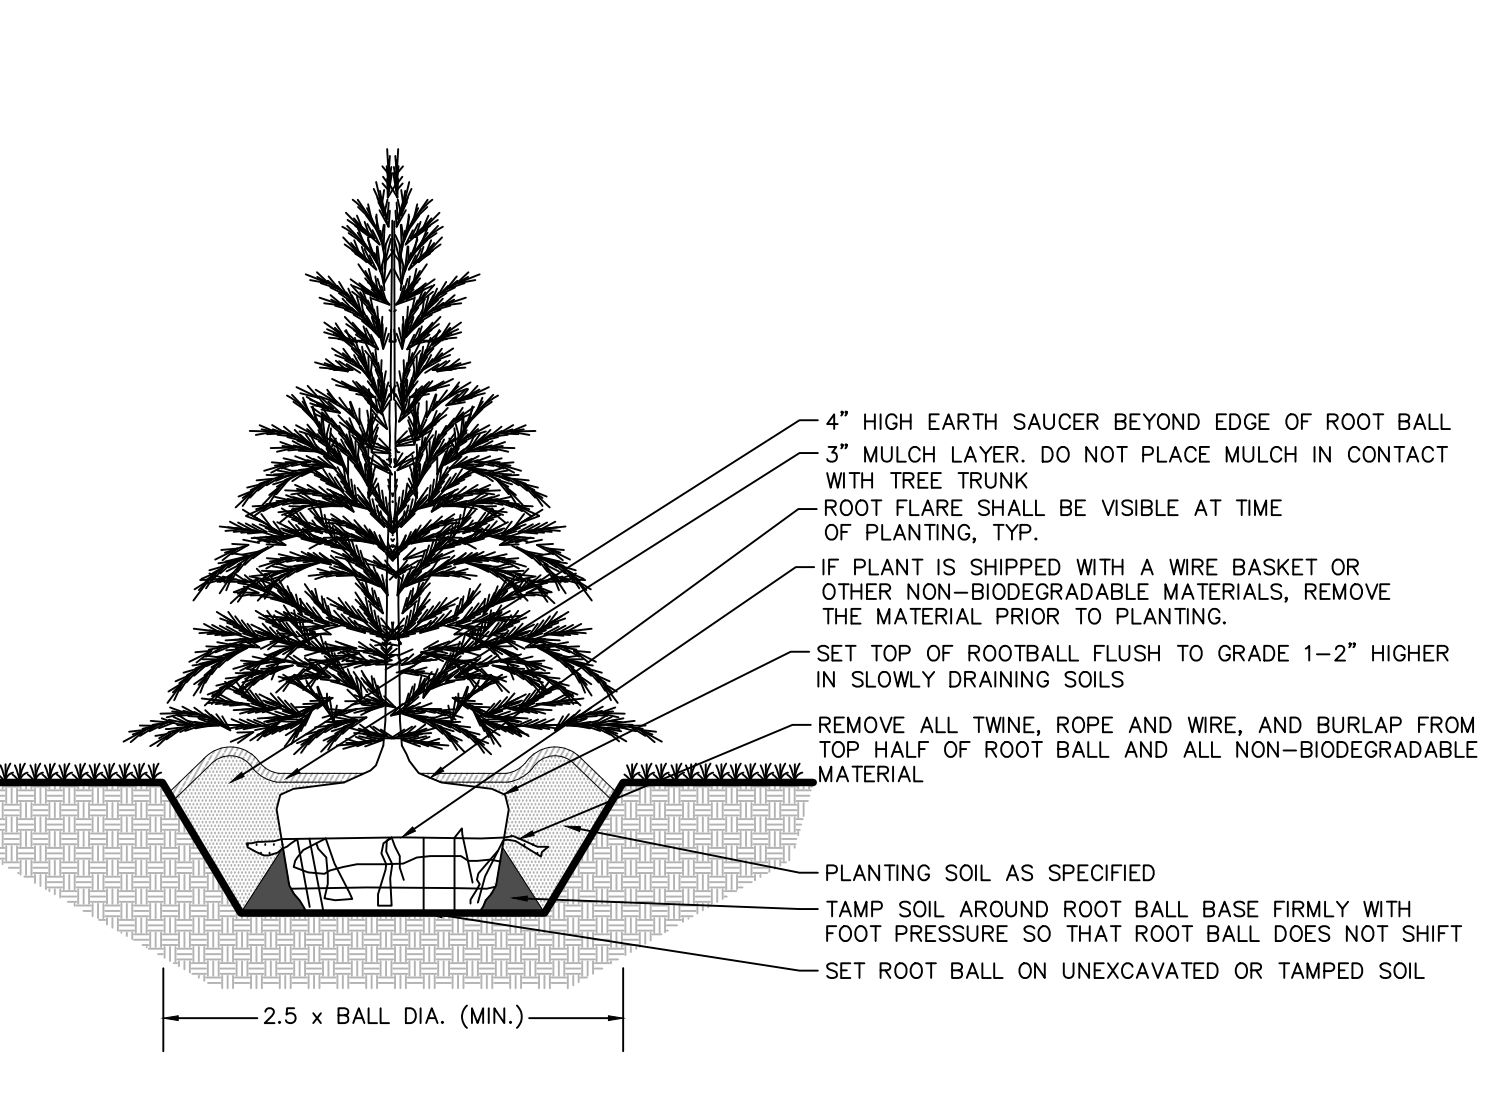 4” HIGH EARTH SAUCER BEYOND EDGE OF ROOT BALL
3” MULCH LAYER. DO NOT PLACE MULCH IN CONTACT
WITH TREE TRUNK
ROOT FLARE SHALL BE VISIBLE AT TIME
OF PLANTING, TYP.
IF PLANT IS SHIPPED WITH A WIRE BASKET OR
OTHER NON-BIODEGRADABLE MATERIALS, REMOVE
THE MATERIAL PRIOR TO PLANTING.
SET TOP OF ROOTBALL FLUSH TO GRADE 1-2” HIGHER
IN SLOWLY DRAINING SOILS
REMOVE ALL TWINE, ROPE AND WIRE, AND BURLAP FROM
TOP HALF OF ROOT BALL AND ALL NON-BIODEGRADABLE
MATERIAL
PLANTING SOIL AS SPECIFIED
TAMP SOIL AROUND ROOT BALL BASE FIRMLY WITH
FOOT PRESSURE SO THAT ROOT BALL DOES NOT SHIFT
SET ROOT BALL ON UNEXCAVATED OR TAMPED SOIL
2.5 x BALL DIA. (MIN.)